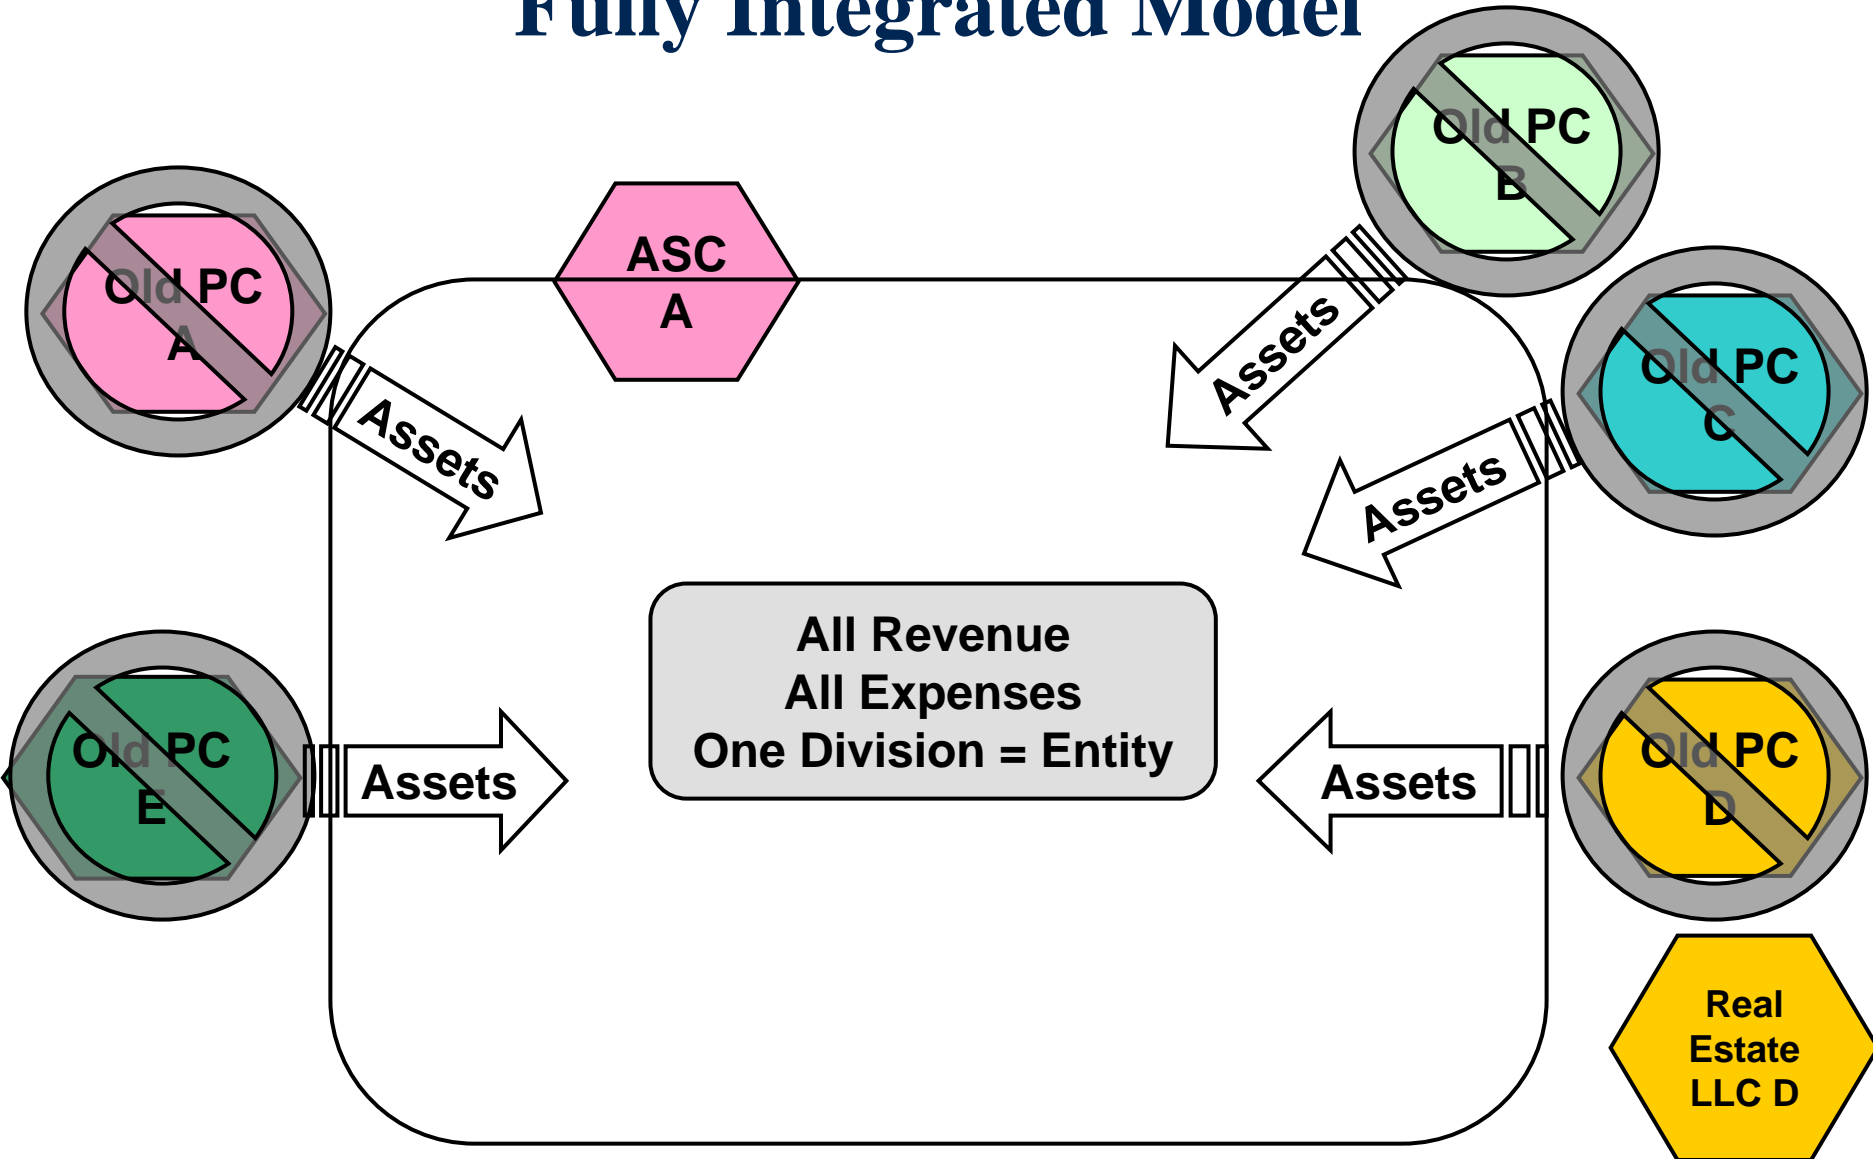 Fully Integrated Model
Old PC
B
Old PC
A
ASC
A
Assets
Old PC
C
Assets
Assets
All Revenue
All Expenses
One Division = Entity
Old PC
E
Assets
Assets
Old PC
D
Real
Estate
LLC D